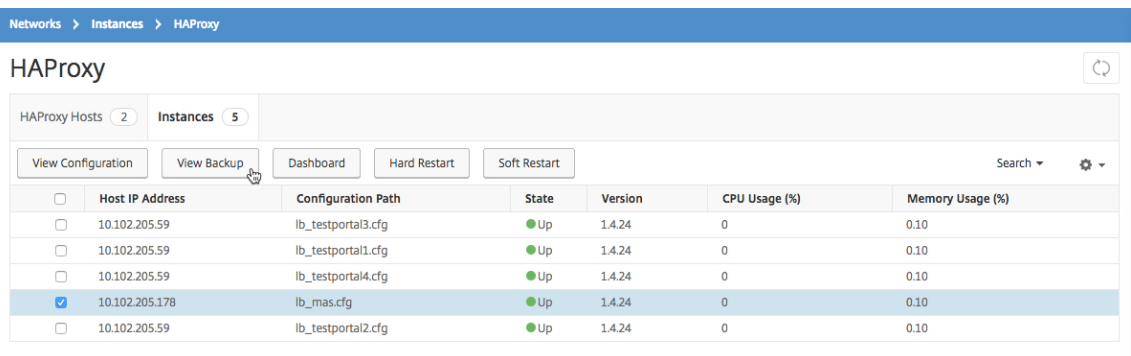 Networks > Instances > HAProxy
HAProxy
HAProxy Hosts 2 Instances 5
View Configuration View Backup Dashboard Hard Restart Soft Restart Search
Host IP Address Configuration Path State Version CPU Usage (%) Memory Usage (%)
10.102.205.59 lb_testportal3.cfg Up 1.4.24 0 0.10
10.102.205.59 lb_testportal1.cfg Up 1.4.24 0 0.10
10.102.205.59 lb_testportal4.cfg Up 1.4.24 0 0.10
10.102.205.178 lb_mas.cfg Up 1.4.24 0 0.10
10.102.205.59 lb_testportal2.cfg Up 1.4.24 0 0.10